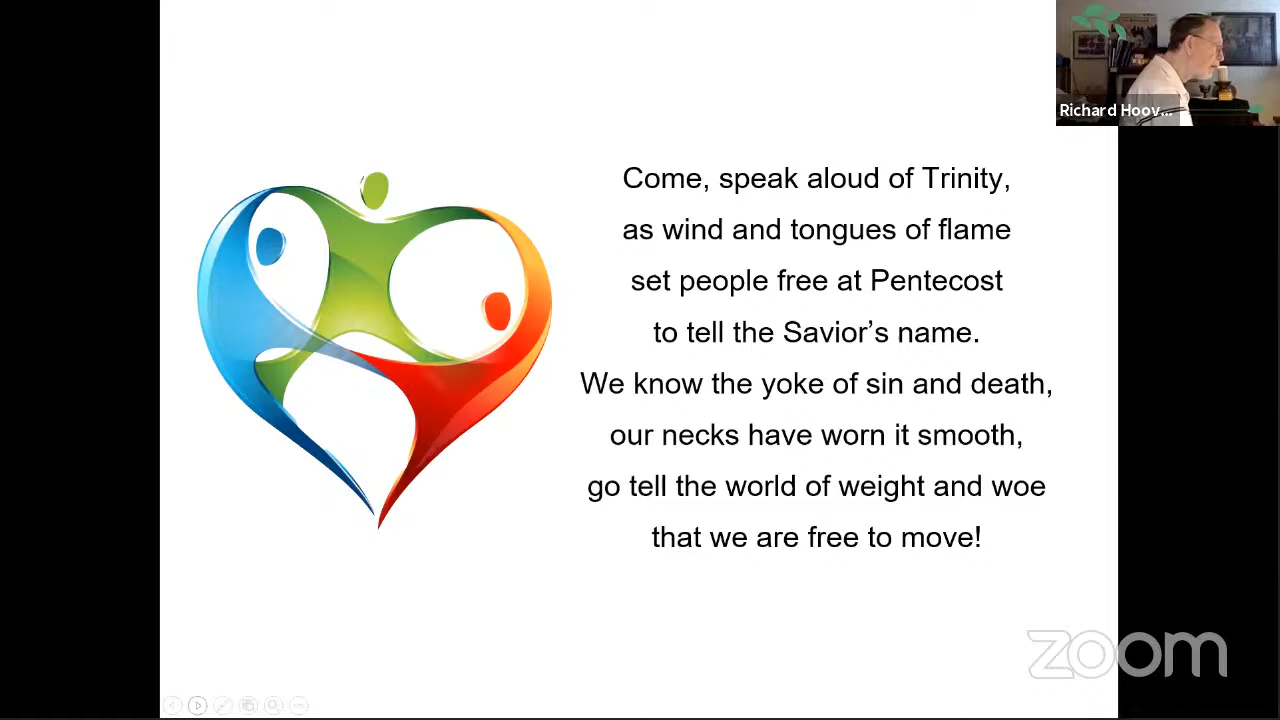 Richard Hoov...
Come, speak aloud of Trinity,
as wind and tongues of flame
set people free at Pentecost
to tell the Savior’s name.
We know the yoke of sin and death,
our necks have worn it smooth,
go tell the world of weight and woe
that we are free to move!
zoom